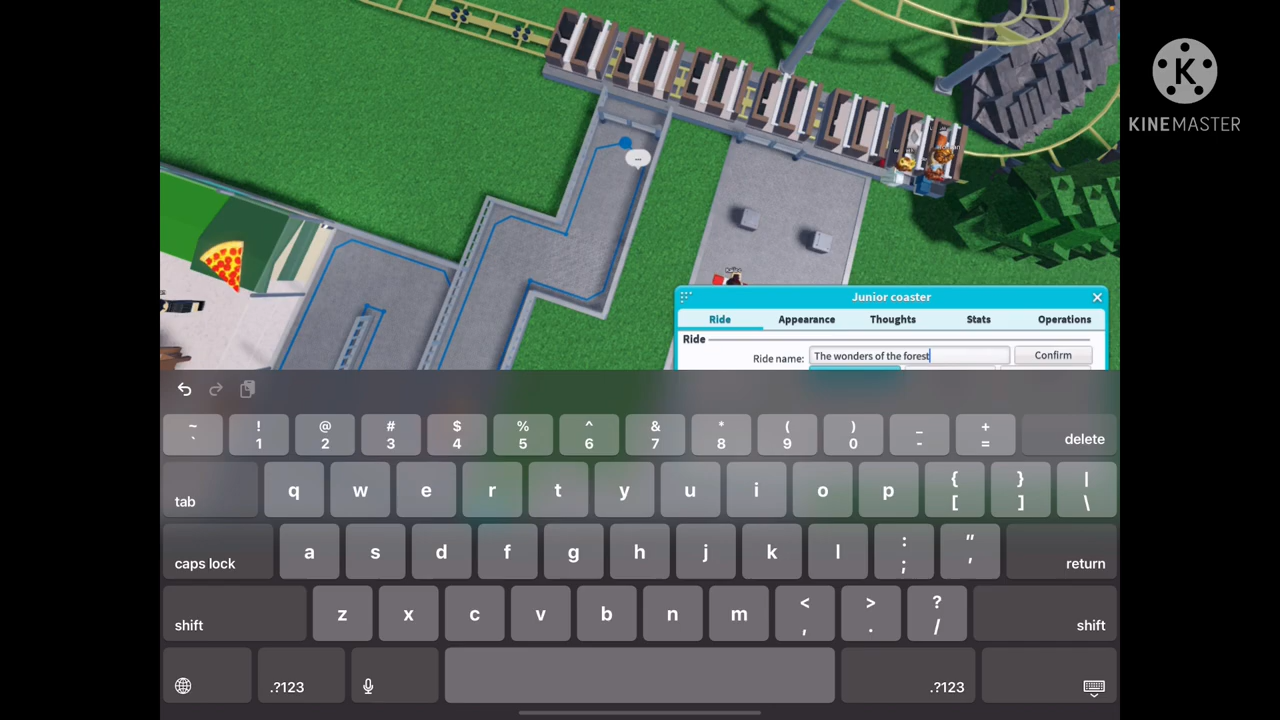 K
KINEMASTER
Junior coaster
Ride Appearance Thoughts Stats Operations
Ride
Ride name: The wonders of the forest Confirm
~ ! @ # $ % ^ & * ( ) _ +
` 1 2 3 4 5 6 7 8 9 0 - = delete
tab q w e r t y u i o p { [ } ] | \
caps lock a s d f g h j k l : ; " ' return
shift z x c v b n m < , > . ? / shift
.?123 .?123